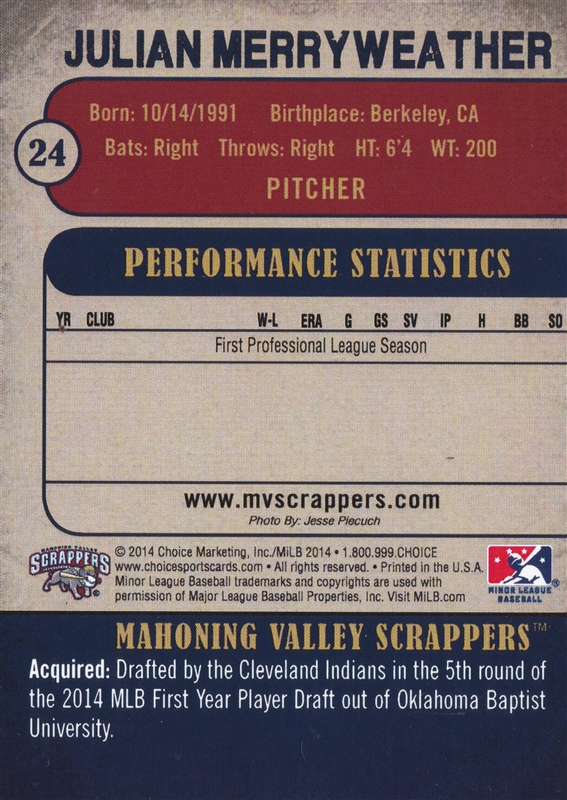 JULIAN MERRYWEATHER
Born: 10/14/1991 Birthplace: Berkeley, CA
24
Bats: Right Throws: Right HT: 6'4 WT: 200
PITCHER
PERFORMANCE STATISTICS
YR CLUB W-L ERA G GS SV IP H BB SO
First Professional League Season
www.mvscrappers.com
Photo By: Jesse Piecuch
MAHONING VALLEY
SCRAPPERS
© 2014 Choice Marketing, Inc./MiLB 2014 • 1.800.999.CHOICE
www.choicesportscards.com • All rights reserved. • Printed in the U.S.A.
Minor League Baseball trademarks and copyrights are used with
permission of Major League Baseball Properties, Inc. Visit MiLB.com
MINOR LEAGUE
BASEBALL
®
MAHONING VALLEY SCRAPPERS™
Acquired: Drafted by the Cleveland Indians in the 5th round of
the 2014 MLB First Year Player Draft out of Oklahoma Baptist
University.